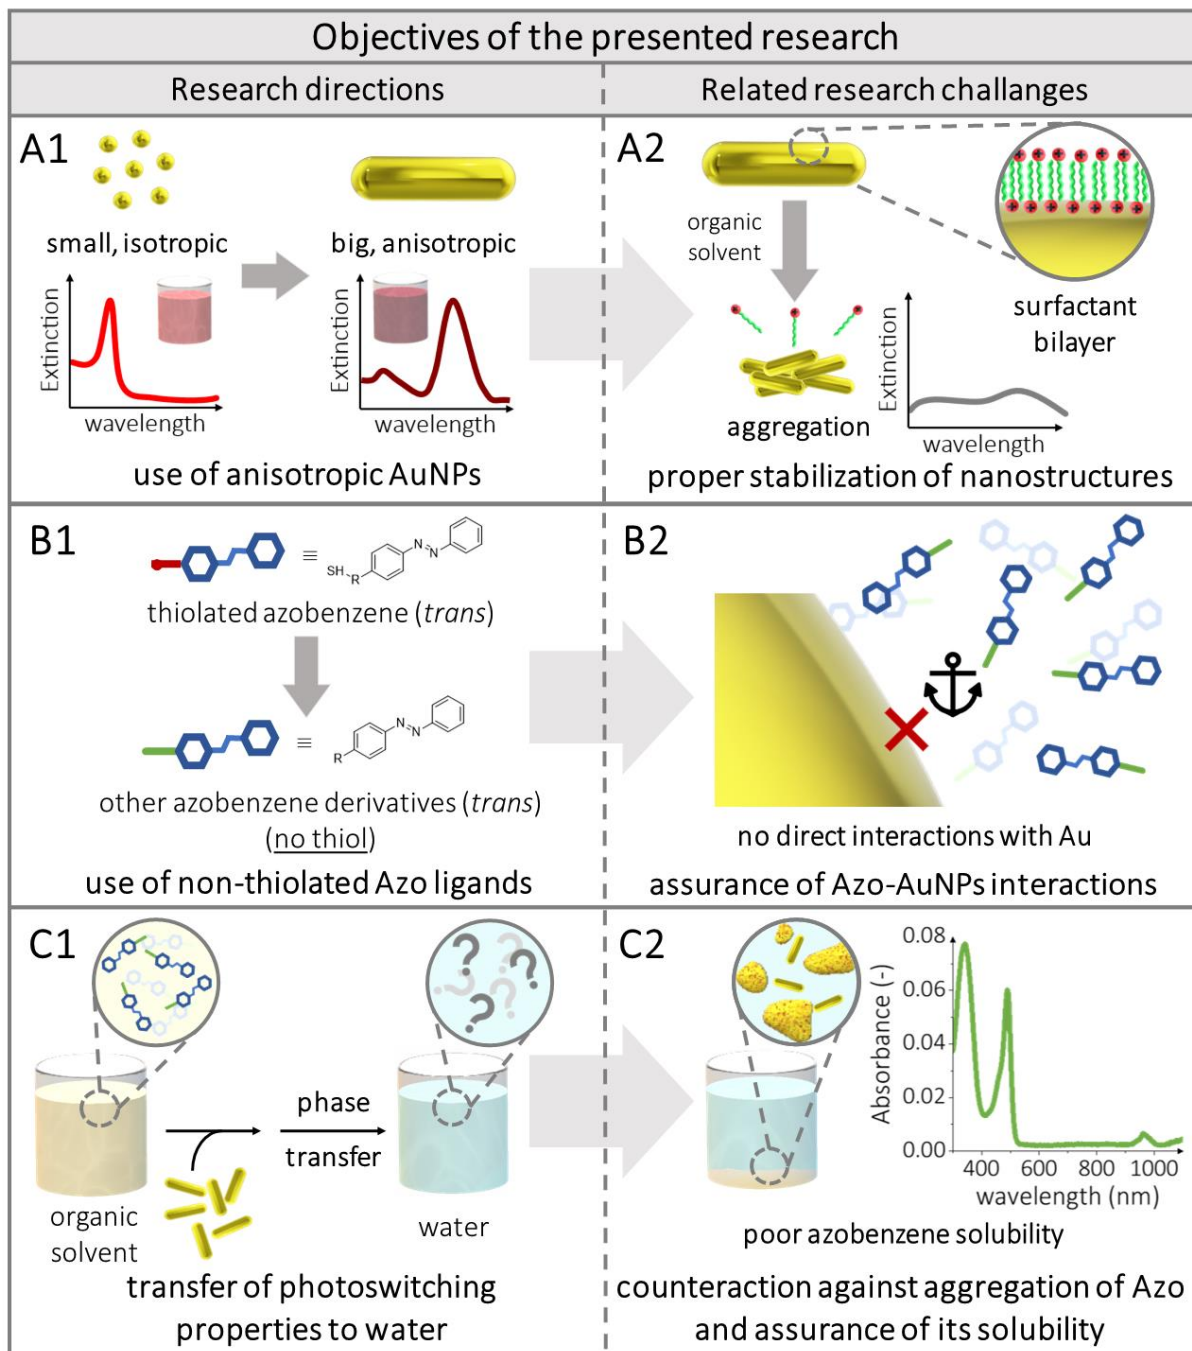 Objectives of the presented research
Research directions
Related research challanges
A1
small, isotropic
big, anisotropic
Extinction
wavelength
Extinction
wavelength
use of anisotropic AuNPs
A2
organic
solvent
surfactant
bilayer
aggregation
Extinction
wavelength
proper stabilization of nanostructures
B1
≡
SH
R
N
N
thiolated azobenzene (trans)
≡
R
N
N
other azobenzene derivatives (trans)
(no thiol)
use of non-thiolated Azo ligands
B2
no direct interactions with Au
assurance of Azo-AuNPs interactions
C1
? ? ? ? ? ?
phase
transfer
organic
solvent
water
transfer of photoswitching
properties to water
C2
Absorbance (-)
0.08
0.06
0.04
0.02
0.00
400 600 800 1000
wavelength (nm)
poor azobenzene solubility
counteraction against aggregation of Azo
and assurance of its solubility